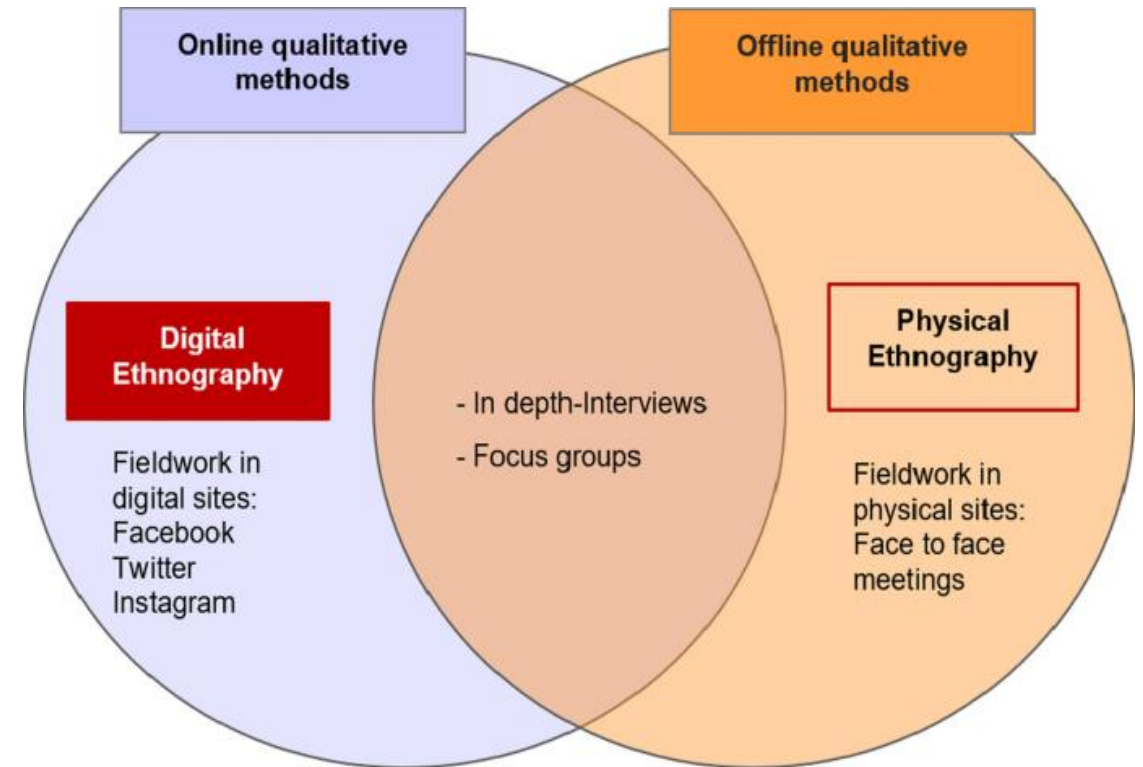 Online qualitative
methods
Offline qualitative
methods
Digital
Ethnography
Fieldwork in
digital sites:
Facebook
Twitter
Instagram
- In depth-Interviews
- Focus groups
Physical
Ethnography
Fieldwork in
physical sites:
Face to face
meetings